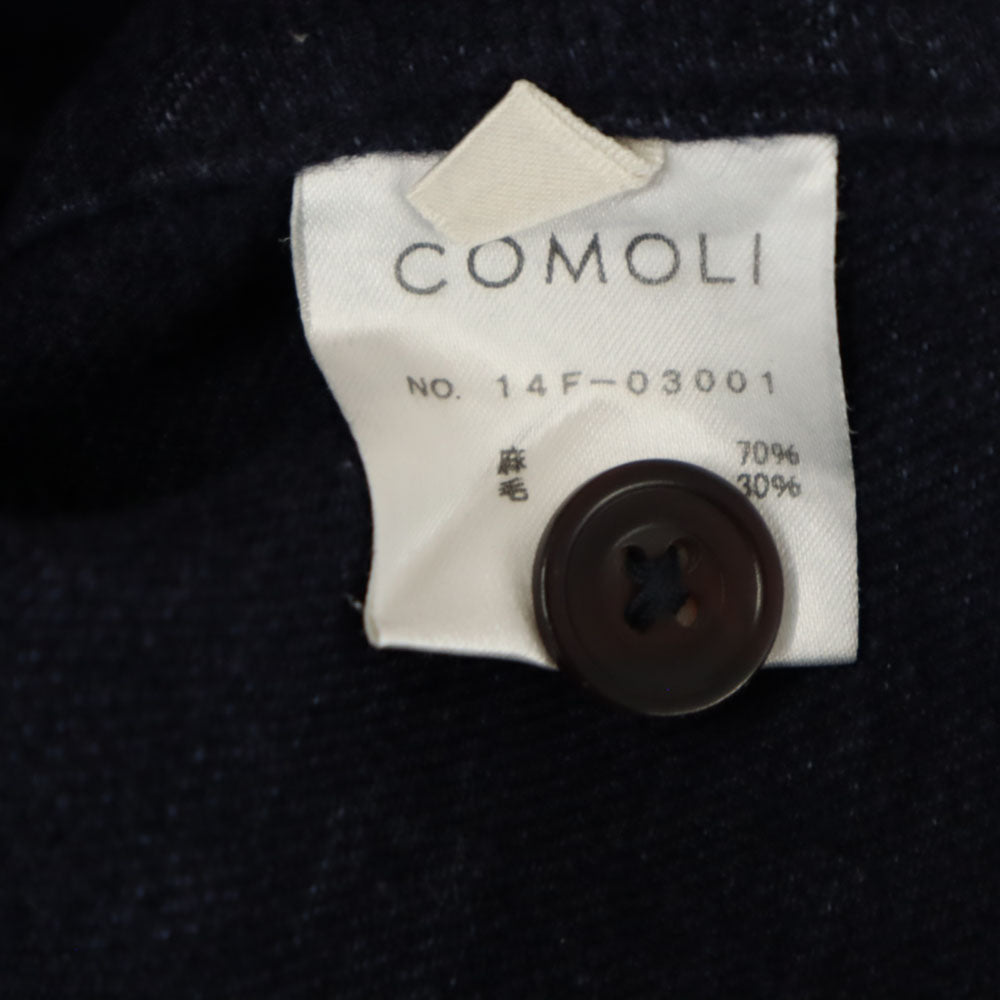 COMOLI
NO. 14F-03001
麻 70%
毛 30%